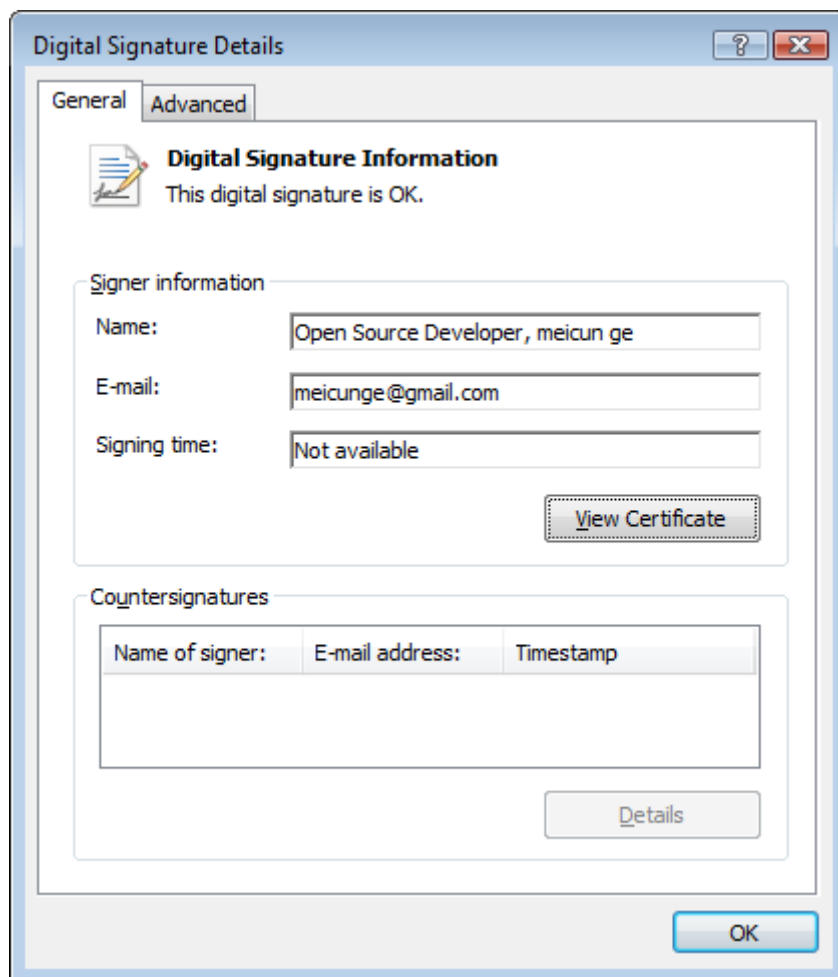 Digital Signature Details
General Advanced
Digital Signature Information
This digital signature is OK.
Signer information
Name: Open Source Developer, meicun ge
E-mail: meicunge@gmail.com
Signing time: Not available
View Certificate
Countersignatures
Name of signer: E-mail address: Timestamp
Details
OK